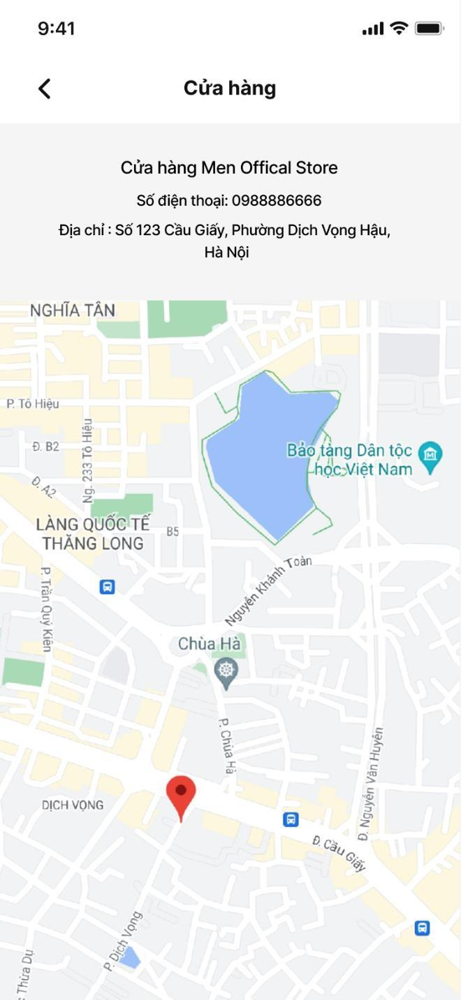 9:41
Cửa hàng
Cửa hàng Men Offical Store
Số điện thoại: 0988886666
Địa chỉ : Số 123 Cầu Giấy, Phường Dịch Vọng Hậu,
Hà Nội
NGHĨA TÂN
P. Tô Hiệu
Đ. B2
Ng. 233 Tô Hiệu
Bảo tàng Dân tộc
học Việt Nam
Đ. A2
LÀNG QUỐC TẾ
THĂNG LONG
B5
P. Trần Quý Kiên
Nguyễn Khánh Toàn
Chùa Hà
P. Chùa Hà
Đ. Nguyễn Văn Huyên
DỊCH VỌNG
Đ. Cầu Giấy
P. Dịch Vọng
Thừa Dụ